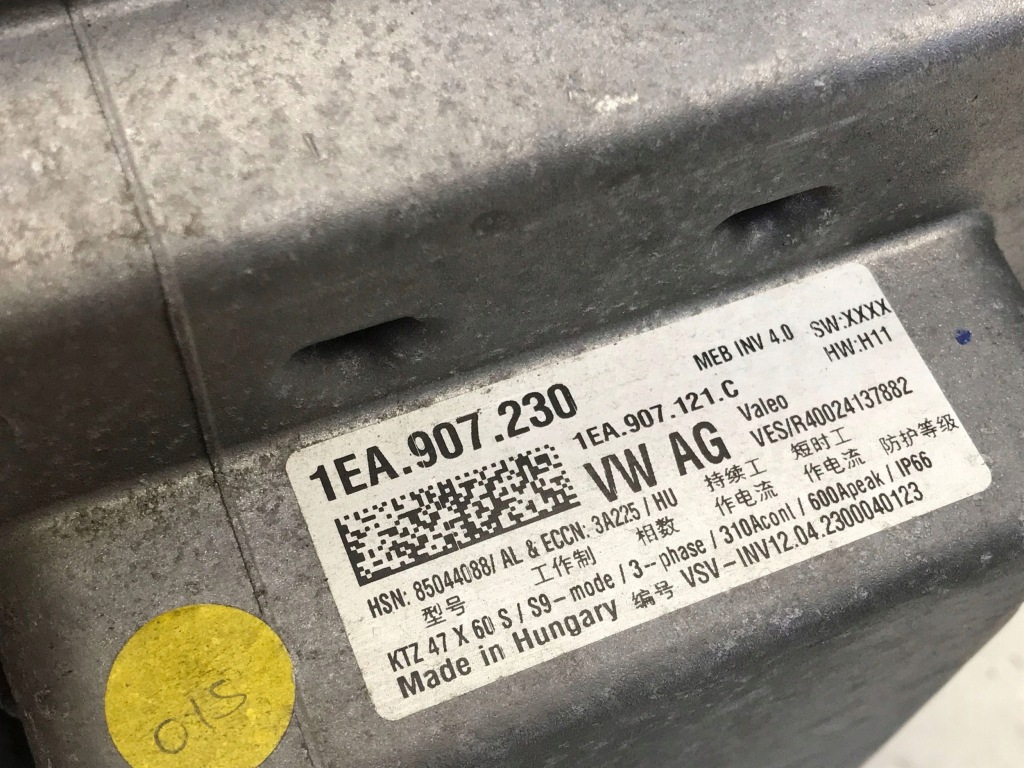 MEB INV 4.0 SW:XXXX
HW:H11
1EA.907.230 1EA.907.121.C
VW AG Valeo
VES/R40024137882
HSN: 85044088/ AL & ECCN: 3A225 / HU
型号 工作制 相数 持续工作电流 短时工作电流 防护等级
KTZ 47 X 60 S / S9-mode / 3-phase / 310Acont / 600Apeak / IP66
Made in Hungary 编号 VSV-INV12.04.2300040123